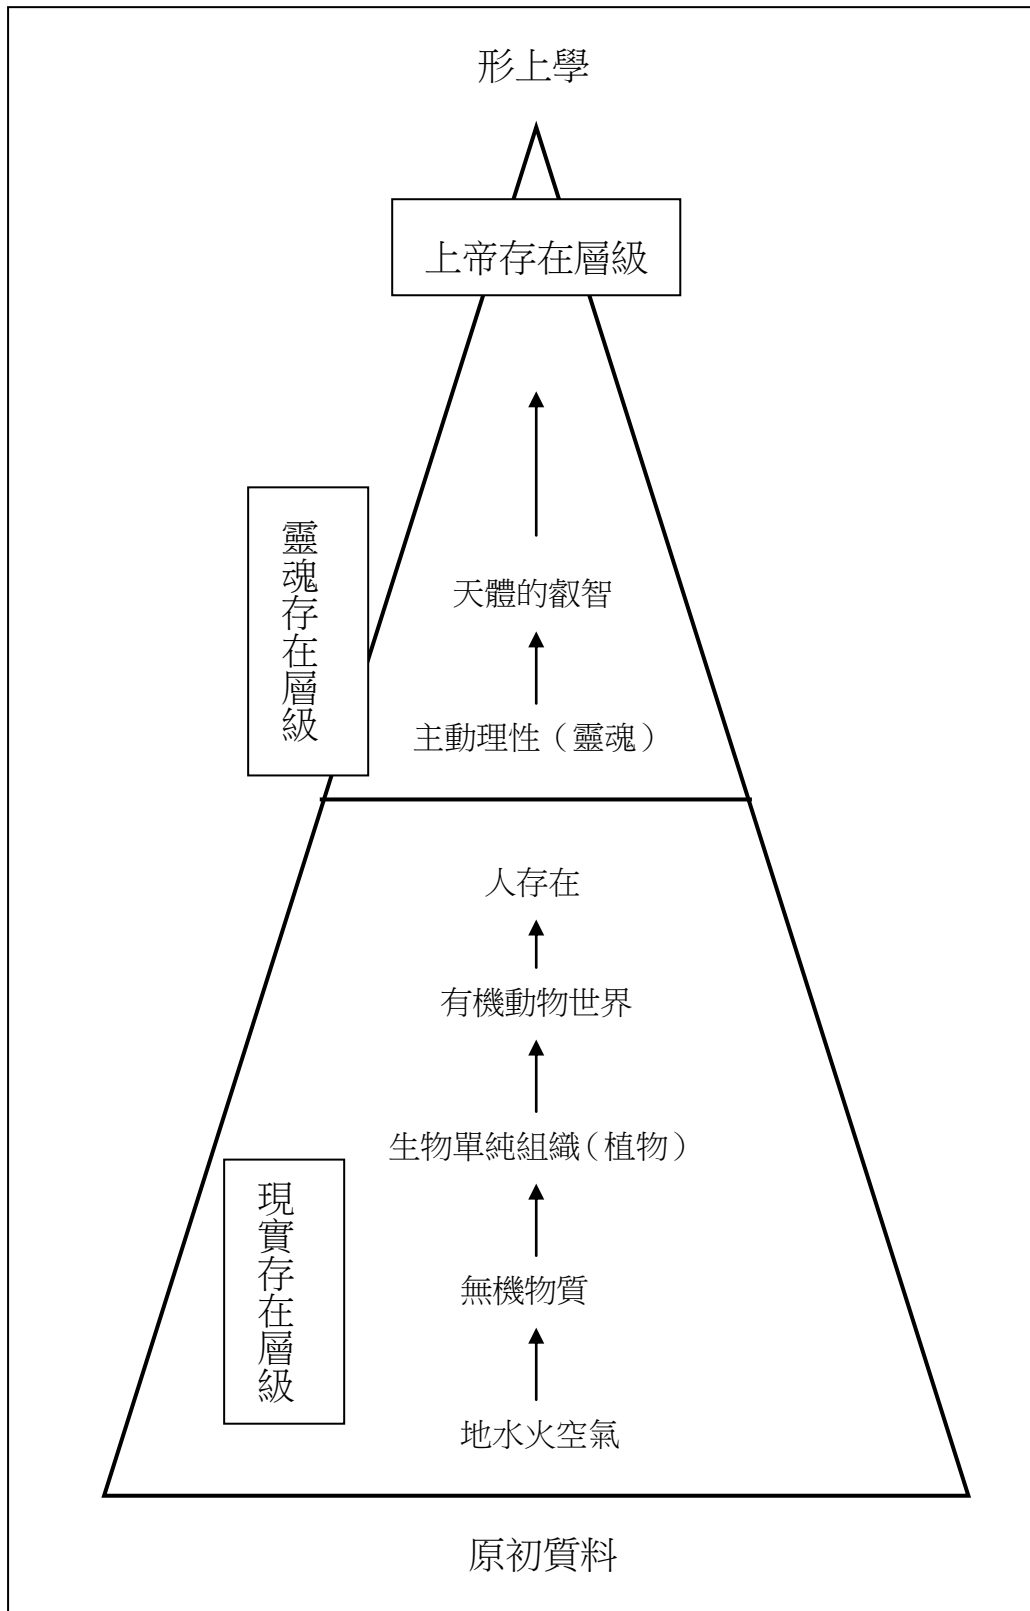 形上學
上帝存在層級
靈魂存在層級
天體的叡智
主動理性（靈魂）
人存在
有機動物世界
生物單純組織（植物）
現實存在層級
無機物質
地水火空氣
原初質料